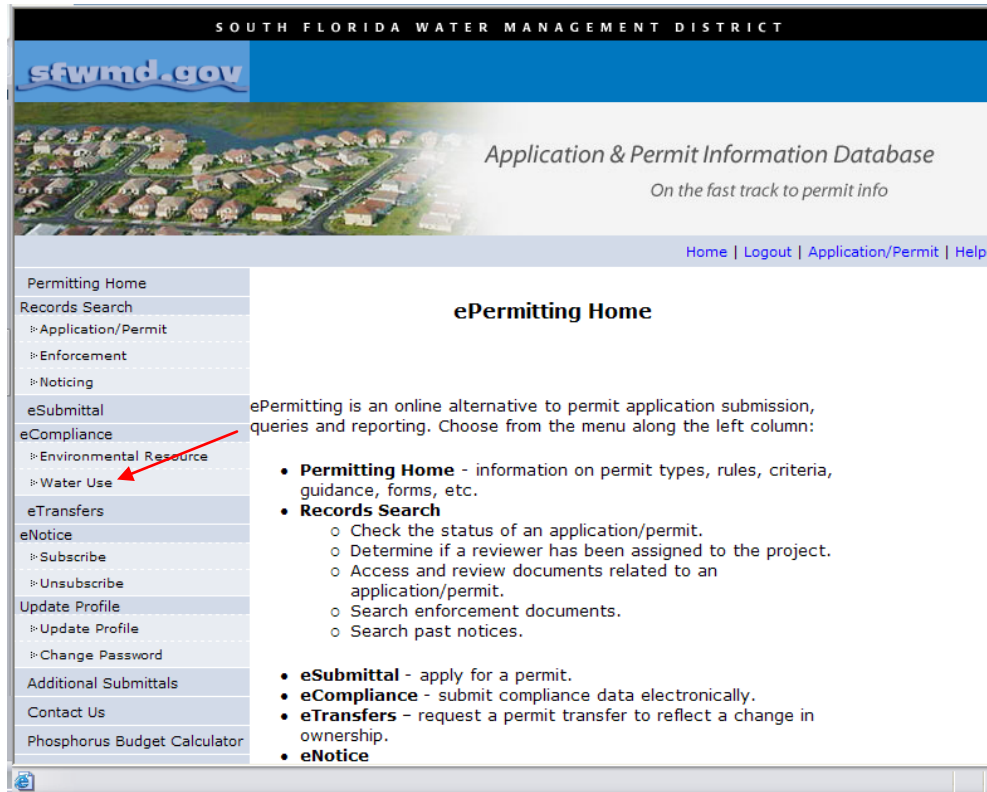 SOUTH FLORIDA WATER MANAGEMENT DISTRICT
sfwmd.gov
Application & Permit Information Database
On the fast track to permit info
Home | Logout | Application/Permit | Help
Permitting Home
Records Search
Application/Permit
Enforcement
Noticing
eSubmittal
eCompliance
Environmental Resource
Water Use
eTransfers
eNotice
Subscribe
Unsubscribe
Update Profile
Update Profile
Change Password
Additional Submittals
Contact Us
Phosphorus Budget Calculator
ePermitting Home
ePermitting is an online alternative to permit application submission,
queries and reporting. Choose from the menu along the left column:
• Permitting Home - information on permit types, rules, criteria,
guidance, forms, etc.
• Records Search
o Check the status of an application/permit.
o Determine if a reviewer has been assigned to the project.
o Access and review documents related to an
application/permit.
o Search enforcement documents.
o Search past notices.
• eSubmittal - apply for a permit.
• eCompliance - submit compliance data electronically.
• eTransfers – request a permit transfer to reflect a change in
ownership.
• eNotice